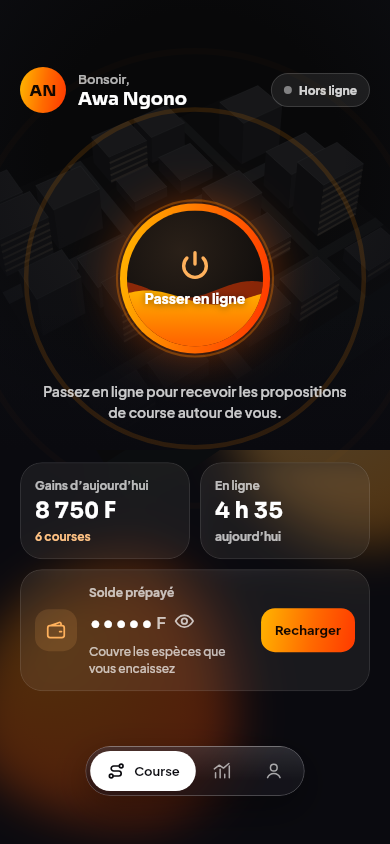 AN
Bonsoir,
Awa Ngono
Hors ligne
Passer en ligne
Passez en ligne pour recevoir les propositions
de course autour de vous.
Gains d’aujourd’hui
8 750 F
6 courses
En ligne
4 h 35
aujourd’hui
Solde prépayé
●●●●● F
Couvre les espèces que
vous encaissez
Recharger
Course